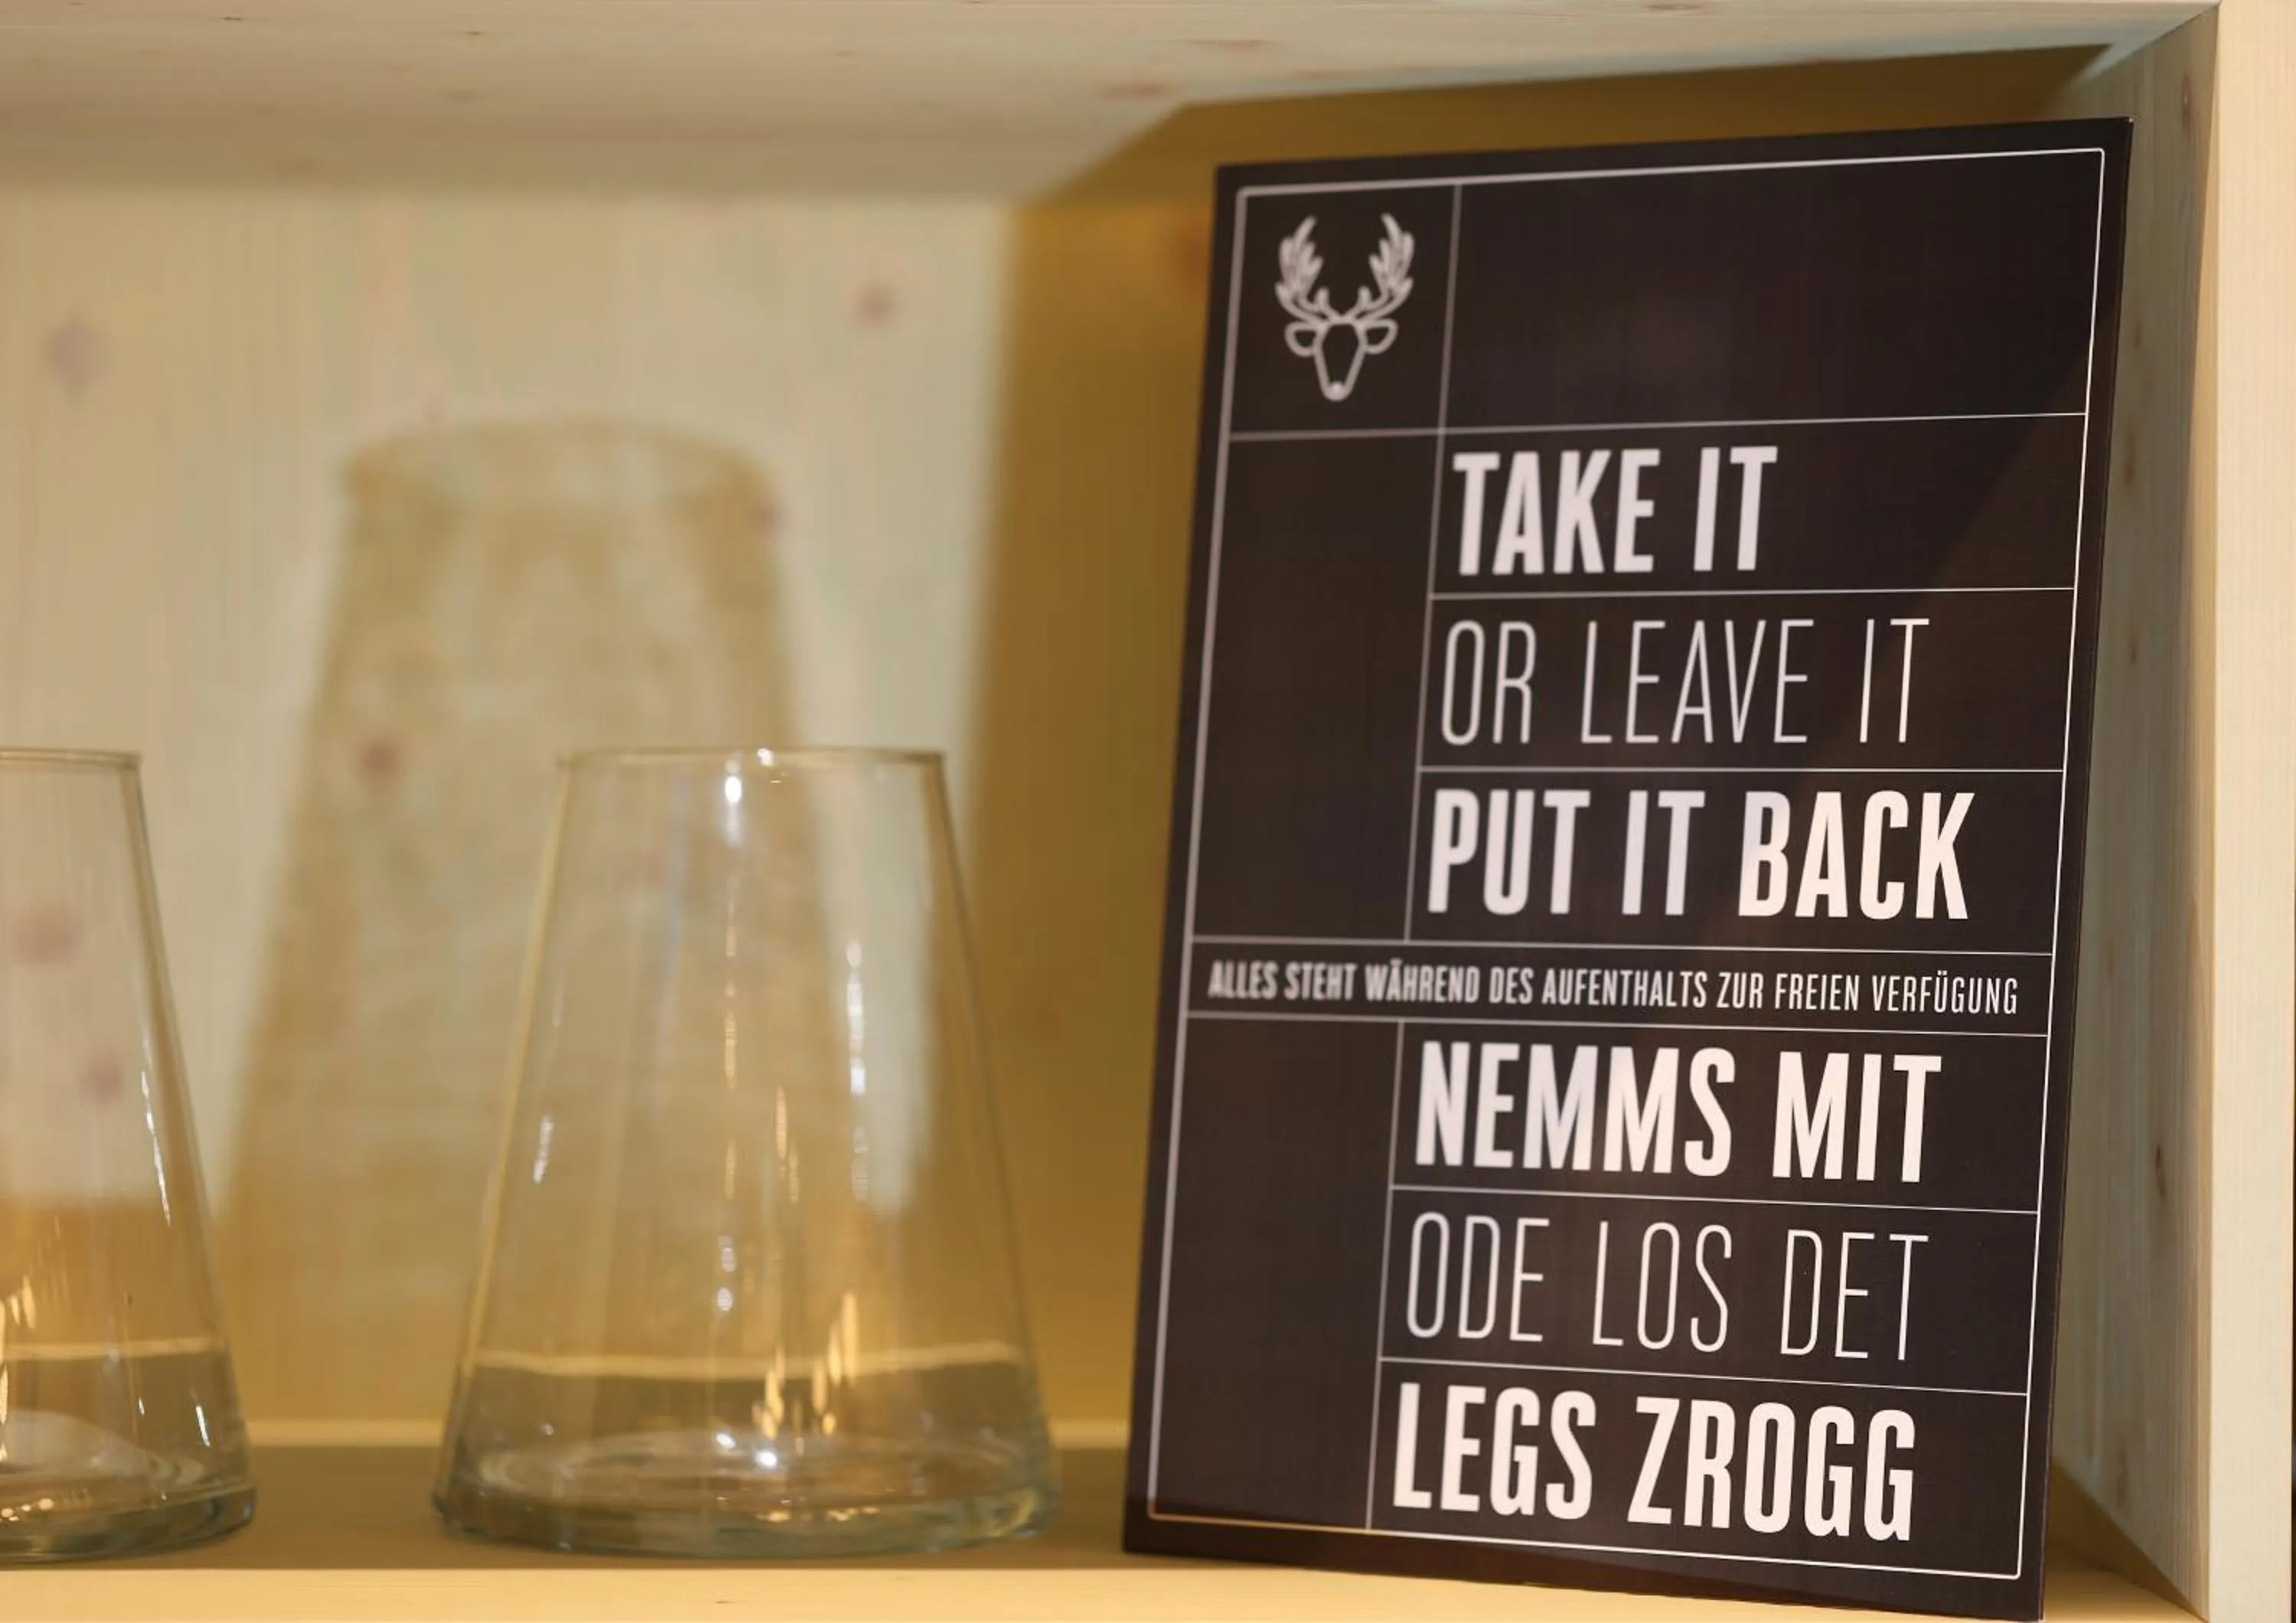 TAKE IT
OR LEAVE IT
PUT IT BACK
ALLES STEHT WÄHREND DES AUFENTHALTS ZUR FREIEN VERFÜGUNG
NEMMS MIT
ODE LOS DET
LEGS ZROGG